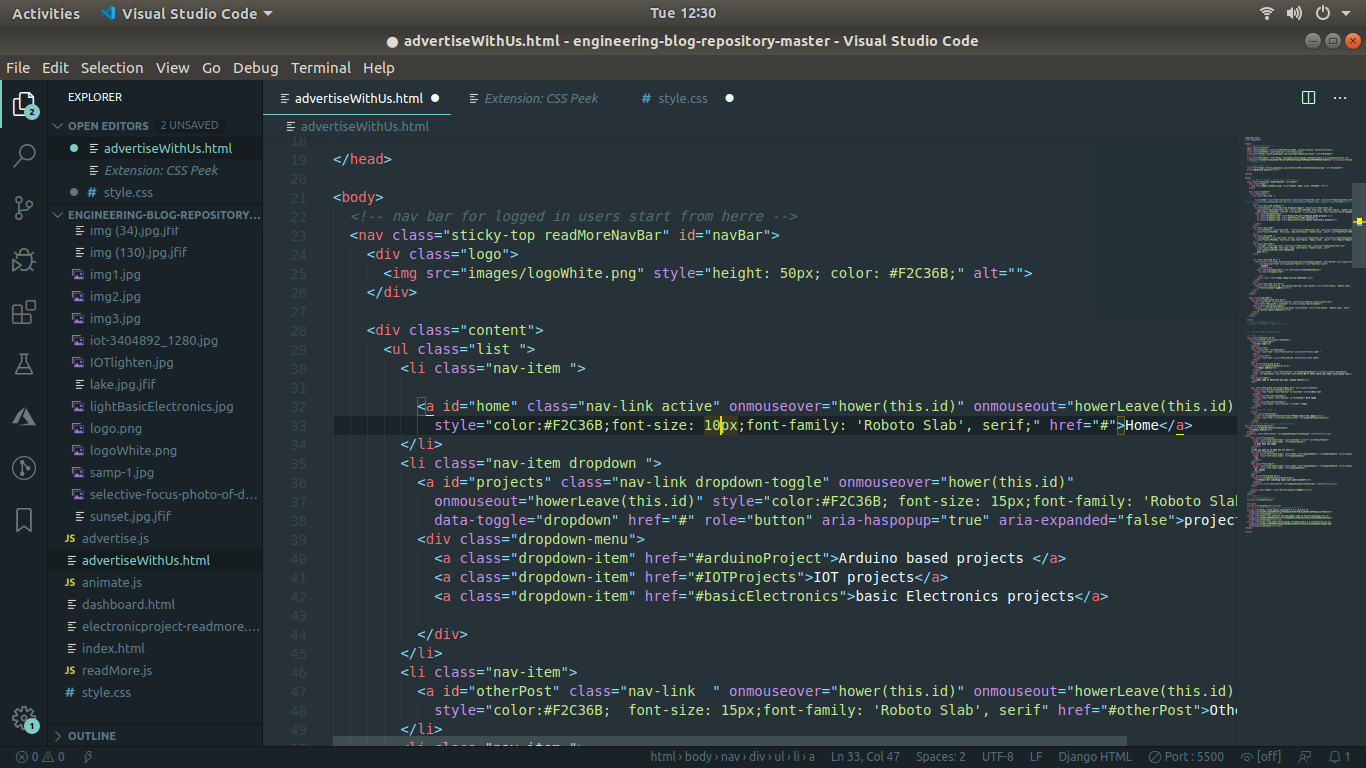 Activities
Visual Studio Code
Tue 12:30
● advertiseWithUs.html - engineering-blog-repository-master - Visual Studio Code
File Edit Selection View Go Debug Terminal Help
EXPLORER
OPEN EDITORS 2 UNSAVED
advertiseWithUs.html
Extension: CSS Peek
# style.css
ENGINEERING-BLOG-REPOSITORY...
img (34).jpg.jfif
img (130).jpg.jfif
img1.jpg
img2.jpg
img3.jpg
iot-3404892_1280.jpg
IOTlighten.jpg
lake.jpg.jfif
lightBasicElectronics.jpg
logo.png
logoWhite.png
samp-1.jpg
selective-focus-photo-of-d...
sunset.jpg.jfif
JS advertise.js
advertiseWithUs.html
JS animate.js
dashboard.html
electronicproject-readmore....
index.html
JS readMore.js
# style.css
OUTLINE
2
1
advertiseWithUs.html ●
Extension: CSS Peek
# style.css ●
advertiseWithUs.html
18
19 </head>
20
21 <body>
22 <!-- nav bar for logged in users start from herre -->
23 <nav class="sticky-top readMoreNavBar" id="navBar">
24 <div class="logo">
25 <img src="images/logoWhite.png" style="height: 50px; color: #F2C36B;" alt="">
26 </div>
27
28 <div class="content">
29 <ul class="list ">
30 <li class="nav-item ">
31
32 <a id="home" class="nav-link active" onmouseover="hower(this.id)" onmouseout="howerLeave(this.id)
33 style="color:#F2C36B;font-size: 10px;font-family: 'Roboto Slab', serif;" href="#">Home</a>
34 </li>
35 <li class="nav-item dropdown ">
36 <a id="projects" class="nav-link dropdown-toggle" onmouseover="hower(this.id)"
37 onmouseout="howerLeave(this.id)" style="color:#F2C36B; font-size: 15px;font-family: 'Roboto Slab
38 data-toggle="dropdown" href="#" role="button" aria-haspopup="true" aria-expanded="false">project
39 <div class="dropdown-menu">
40 <a class="dropdown-item" href="#arduinoProject">Arduino based projects </a>
41 <a class="dropdown-item" href="#IOTProjects">IOT projects</a>
42 <a class="dropdown-item" href="#basicElectronics">basic Electronics projects</a>
43
44 </div>
45 </li>
46 <li class="nav-item">
47 <a id="otherPost" class="nav-link  " onmouseover="hower(this.id)" onmouseout="howerLeave(this.id)
48 style="color:#F2C36B;  font-size: 15px;font-family: 'Roboto Slab', serif" href="#otherPost">Othe
49 </li>
<li class="nav-item ">
0 0
html › body › nav › div › ul › li › a
Ln 33, Col 47
Spaces: 2
UTF-8
LF
Django HTML
Port : 5500
[off]
1